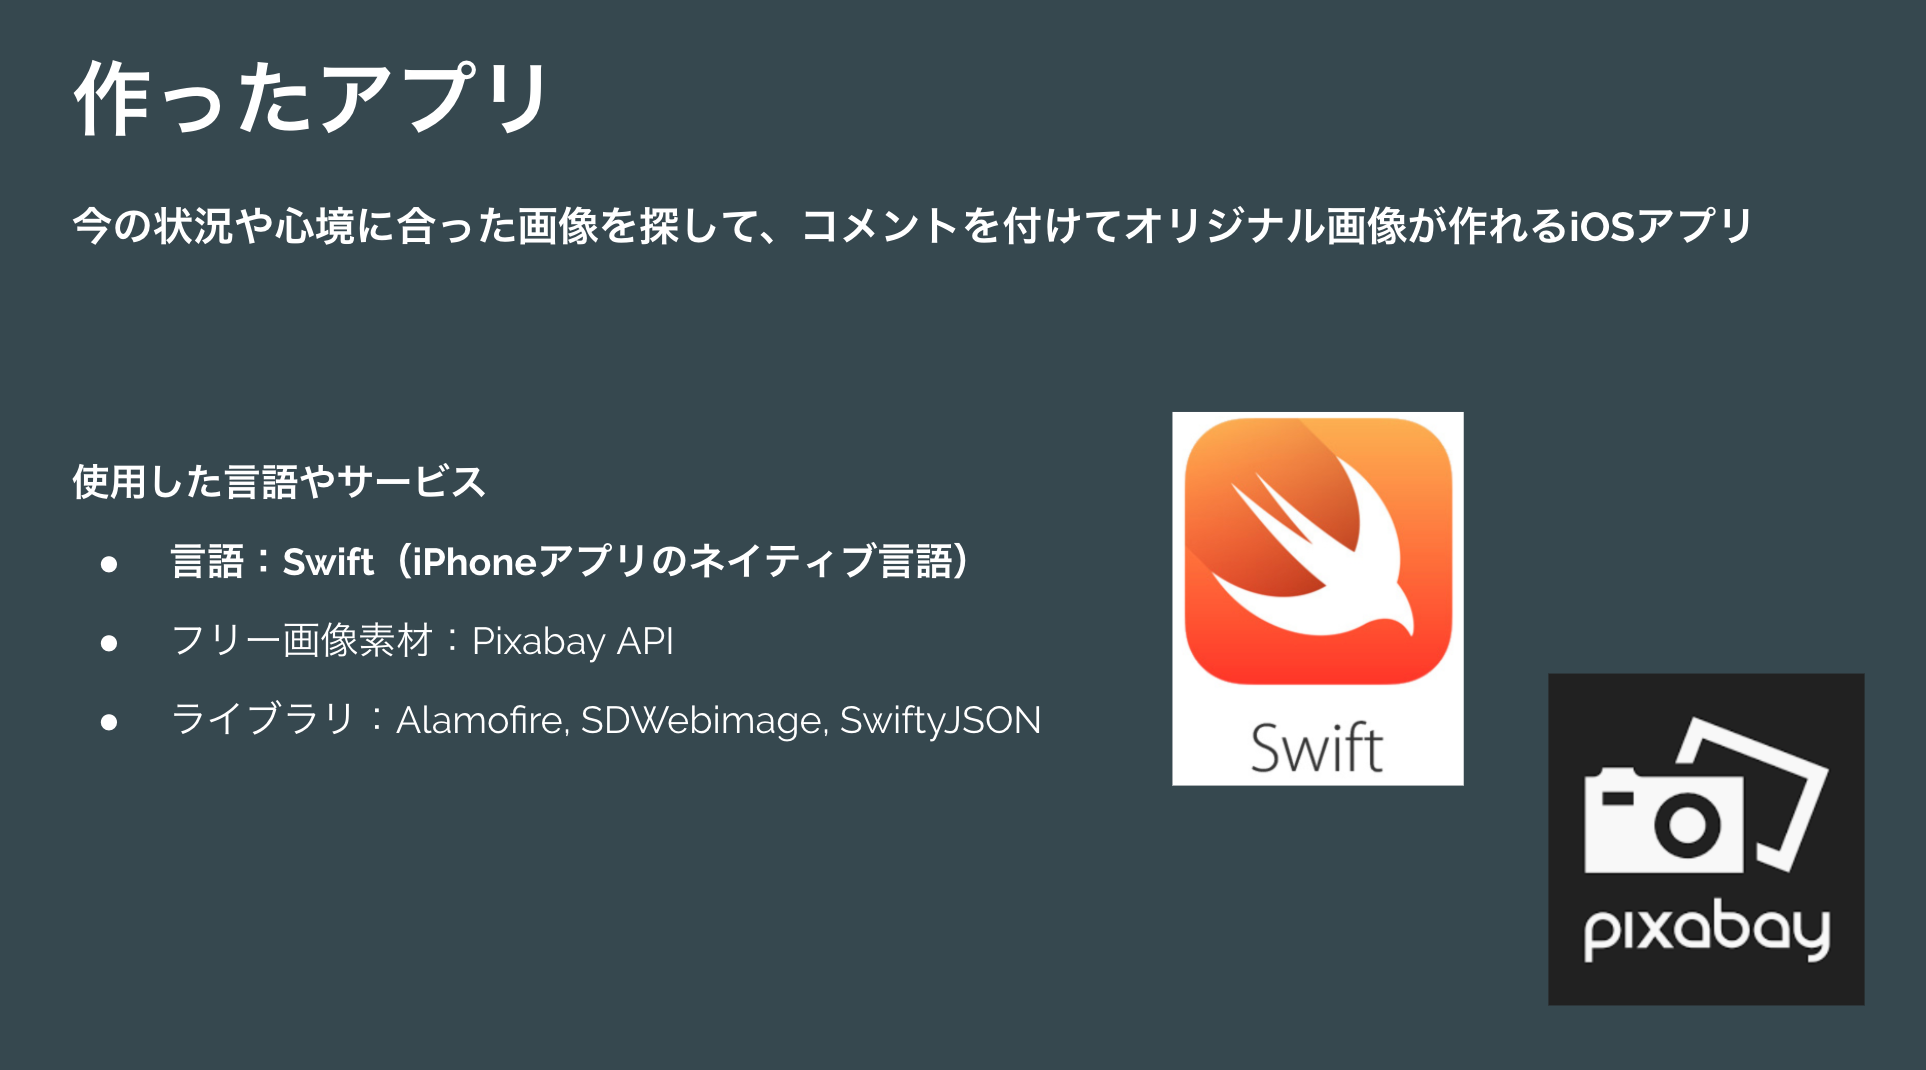 作ったアプリ
今の状況や心境に合った画像を探して、コメントを付けてオリジナル画像が作れるiOSアプリ
使用した言語やサービス
● 言語：Swift（iPhoneアプリのネイティブ言語）
● フリー画像素材：Pixabay API
● ライブラリ：Alamofire, SDWebimage, SwiftyJSON
Swift
pixabay